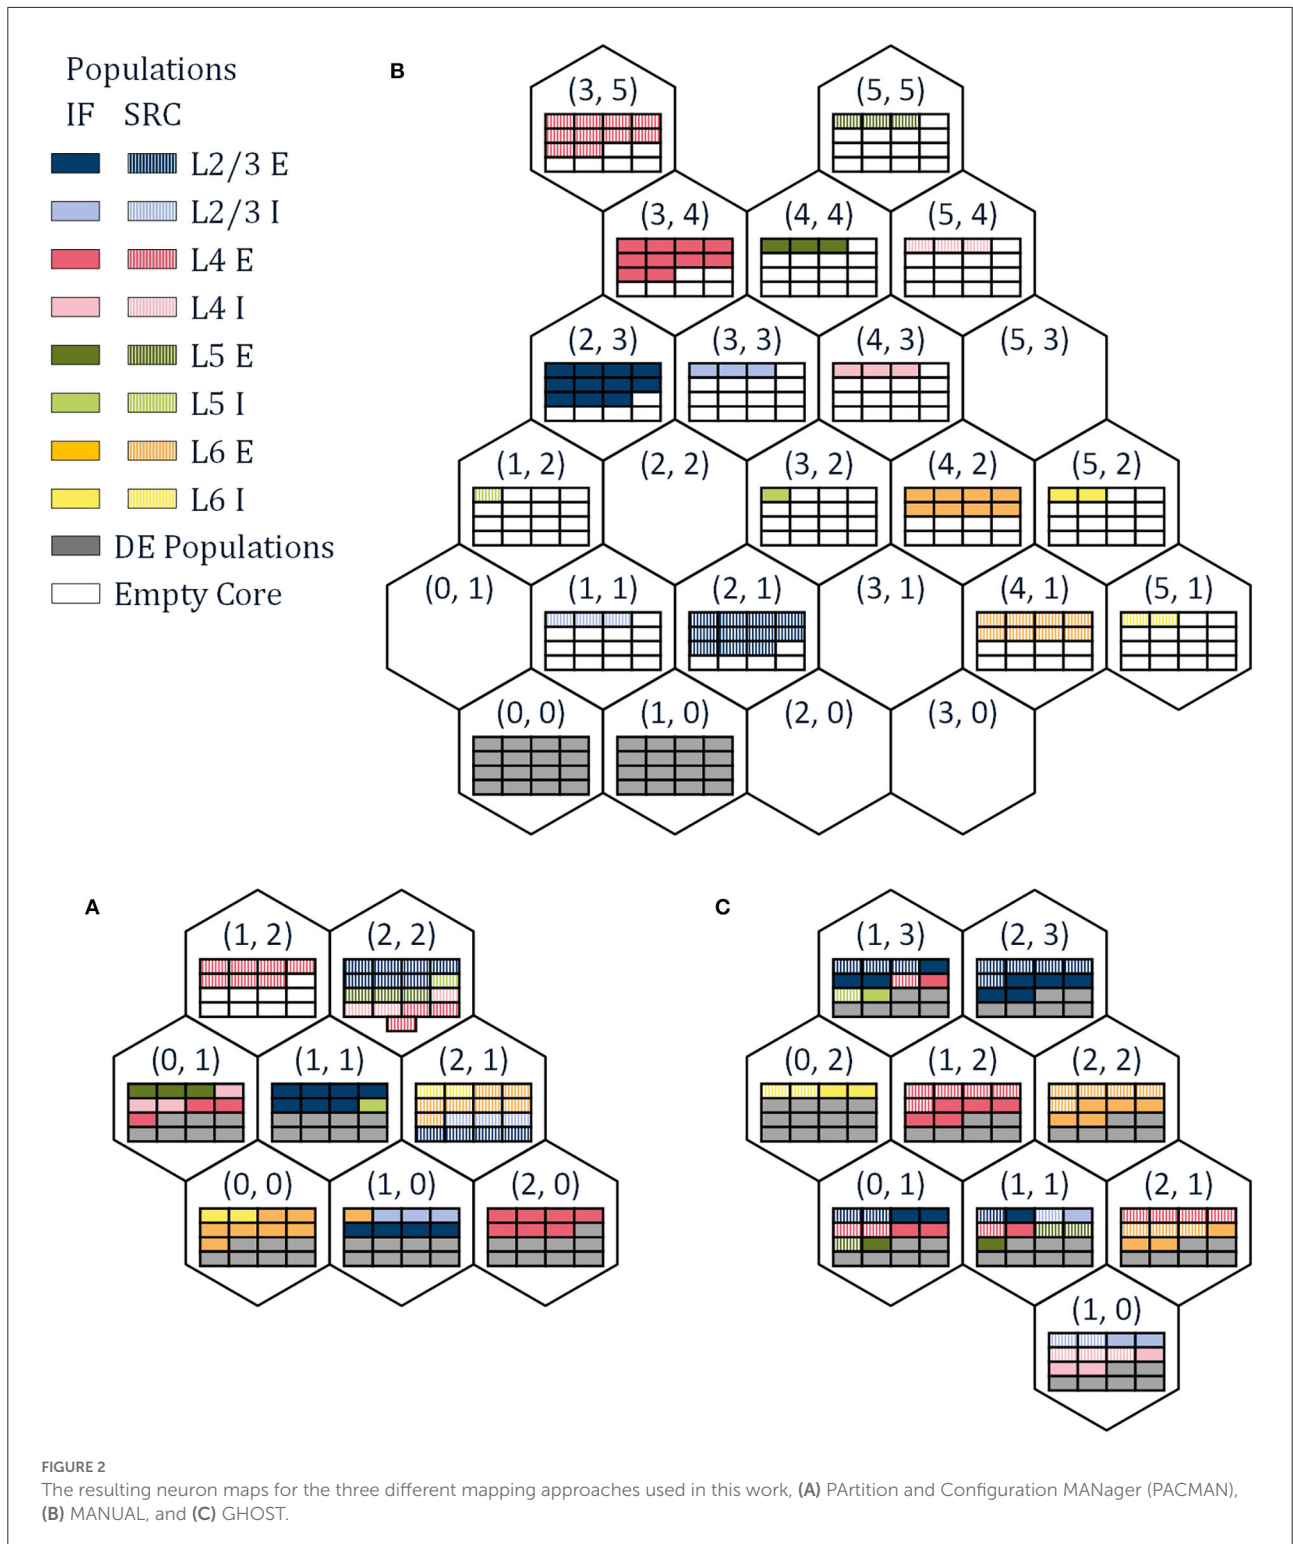 Populations
IF SRC
L2/3 E
L2/3 I
L4 E
L4 I
L5 E
L5 I
L6 E
L6 I
DE Populations
Empty Core
B
(3, 5) (5, 5)
(3, 4) (4, 4) (5, 4)
(2, 3) (3, 3) (4, 3) (5, 3)
(1, 2) (2, 2) (3, 2) (4, 2) (5, 2)
(0, 1) (1, 1) (2, 1) (3, 1) (4, 1) (5, 1)
(0, 0) (1, 0) (2, 0) (3, 0)
A
(1, 2) (2, 2)
(0, 1) (1, 1) (2, 1)
(0, 0) (1, 0) (2, 0)
C
(1, 3) (2, 3)
(0, 2) (1, 2) (2, 2)
(0, 1) (1, 1) (2, 1)
(1, 0)
FIGURE 2
The resulting neuron maps for the three different mapping approaches used in this work, (A) PArtition and Configuration MANager (PACMAN),
(B) MANUAL, and (C) GHOST.